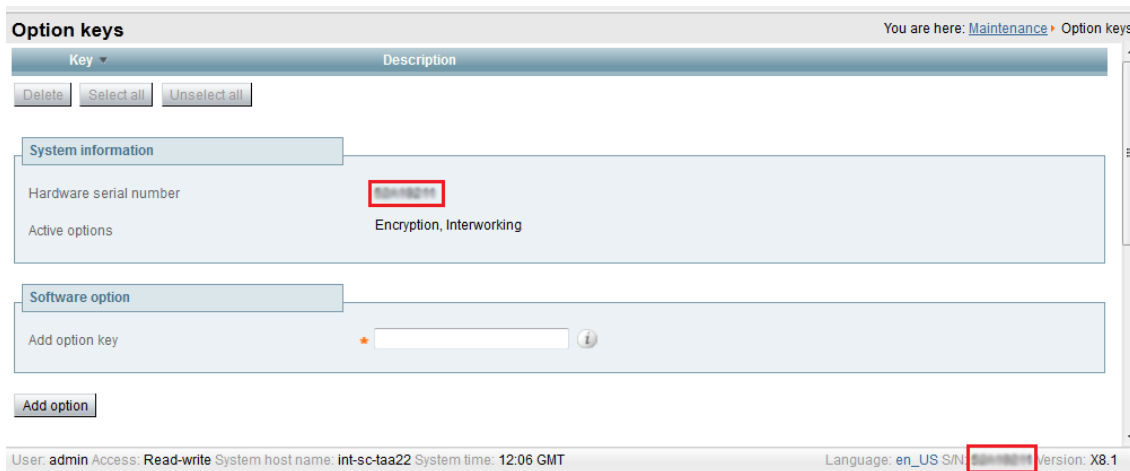 Option keys
You are here: Maintenance Option keys
Key Description
Delete Select all Unselect all
System information
Hardware serial number
Active options Encryption, Interworking
Software option
Add option key * i
Add option
User: admin Access: Read-write System host name: int-sc-taa22 System time: 12:06 GMT Language: en_US S/N: Version: X8.1